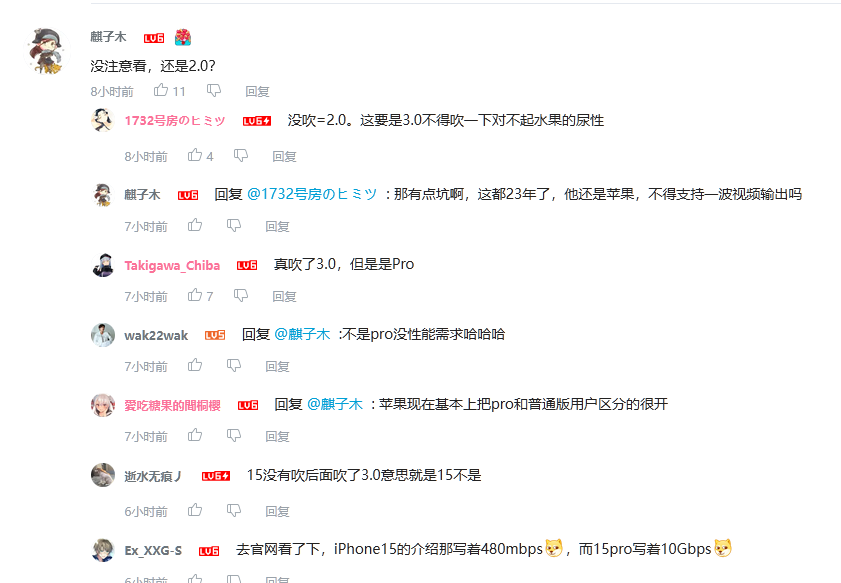 麒子木 LV6
没注意看，还是2.0？
8小时前 11 回复
1732号房のヒミツ LV6 没吹=2.0。这要是3.0不得吹一下对不起水果的尿性
8小时前 4 回复
麒子木 LV6 回复 @1732号房のヒミツ ：那有点坑啊，这都23年了，他还是苹果，不得支持一波视频输出吗
7小时前 回复
Takigawa_Chiba LV6 真吹了3.0，但是是Pro
7小时前 7 回复
wak22wak LV5 回复 @麒子木 :不是pro没性能需求哈哈哈
7小时前 回复
愛吃糖果的間桐櫻 LV6 回复 @麒子木 ：苹果现在基本上把pro和普通版用户区分的很开
7小时前 回复
逝水无痕丿 LV6 15没有吹后面吹了3.0意思就是15不是
6小时前 回复
Ex_XXG-S LV6 去官网看了下，iPhone15的介绍那写着480mbps，而15pro写着10Gbps
6小时前 回复